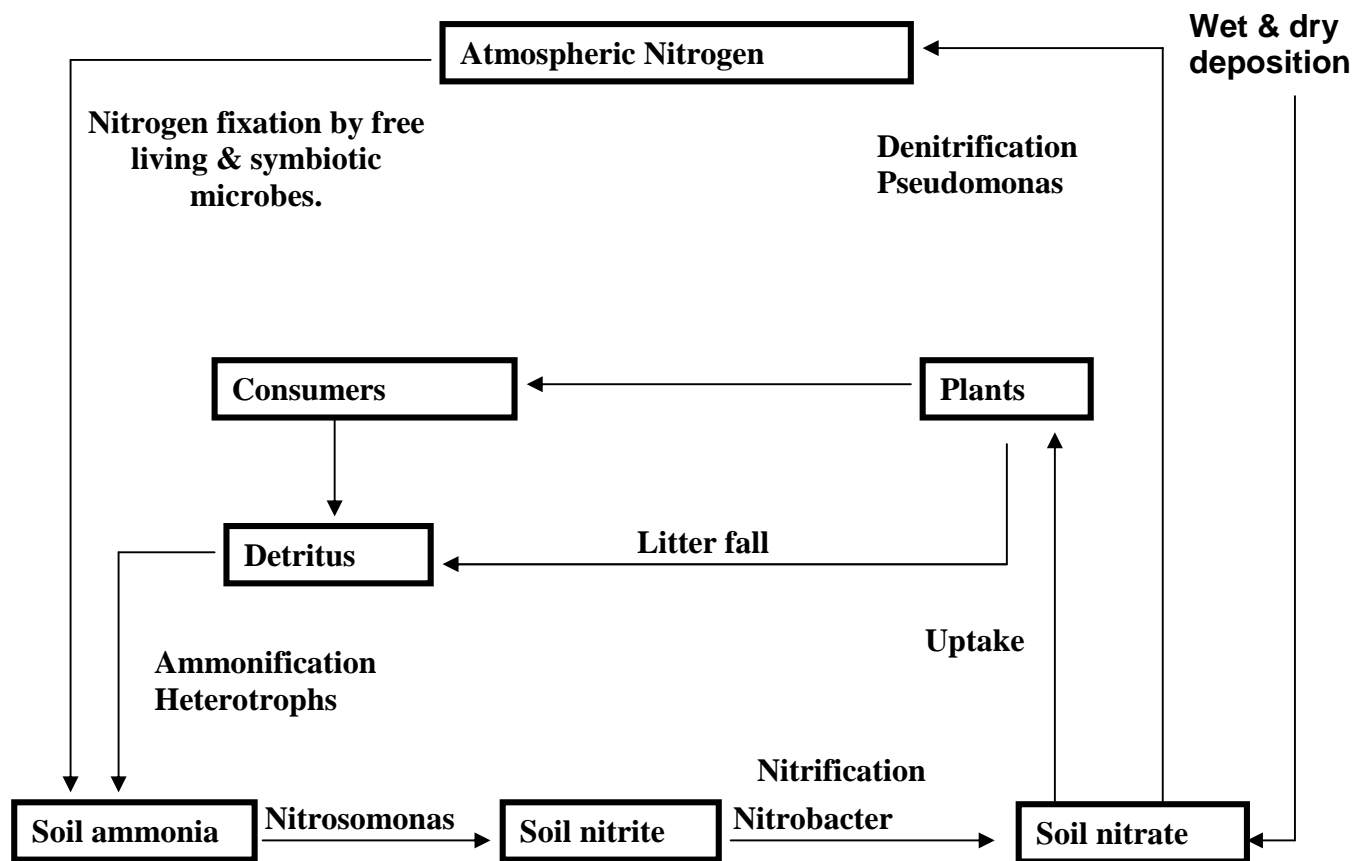 Wet & dry
deposition
Atmospheric Nitrogen
Nitrogen fixation by free
living & symbiotic
microbes.
Denitrification
Pseudomonas
Consumers
Plants
Detritus
Litter fall
Uptake
Ammonification
Heterotrophs
Nitrification
Soil ammonia
Nitrosomonas
Soil nitrite
Nitrobacter
Soil nitrate